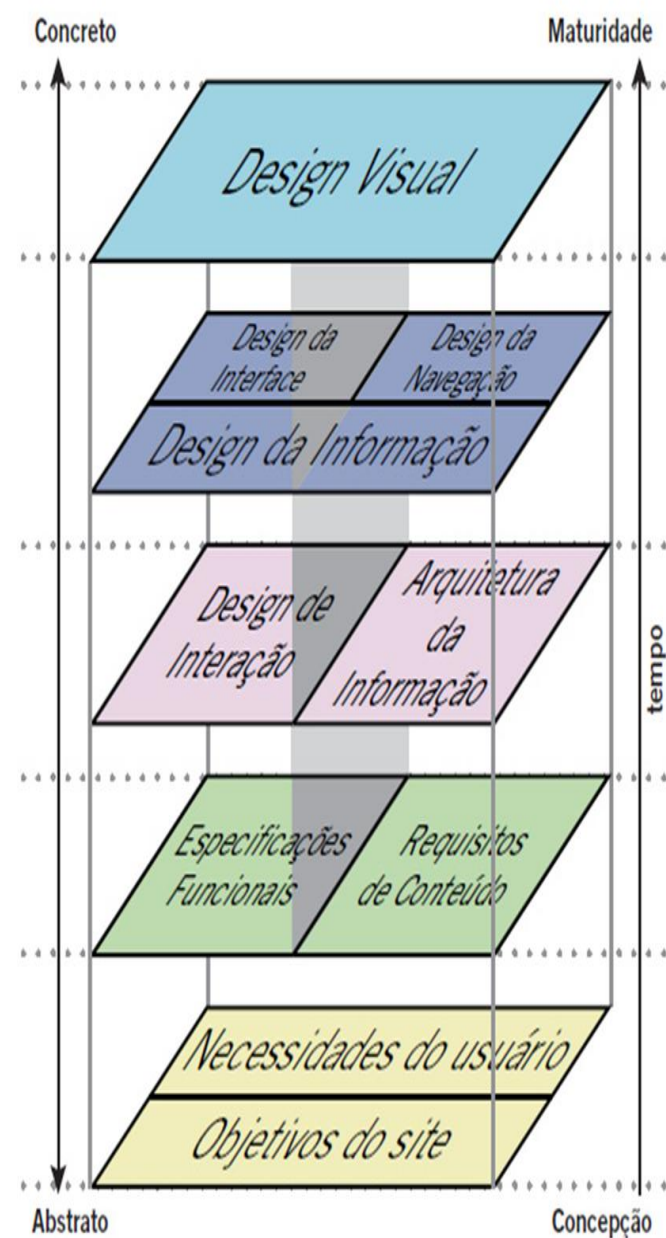 Concreto
Maturidade
Design Visual
Design da
Interface
Design da
Navegação
Design da Informação
Design de
Interação
Arquitetura
da
Informação
tempo
Especificações
Funcionais
Requisitos
de Conteúdo
Necessidades do usuário
Objetivos do site
Abstrato
Concepção